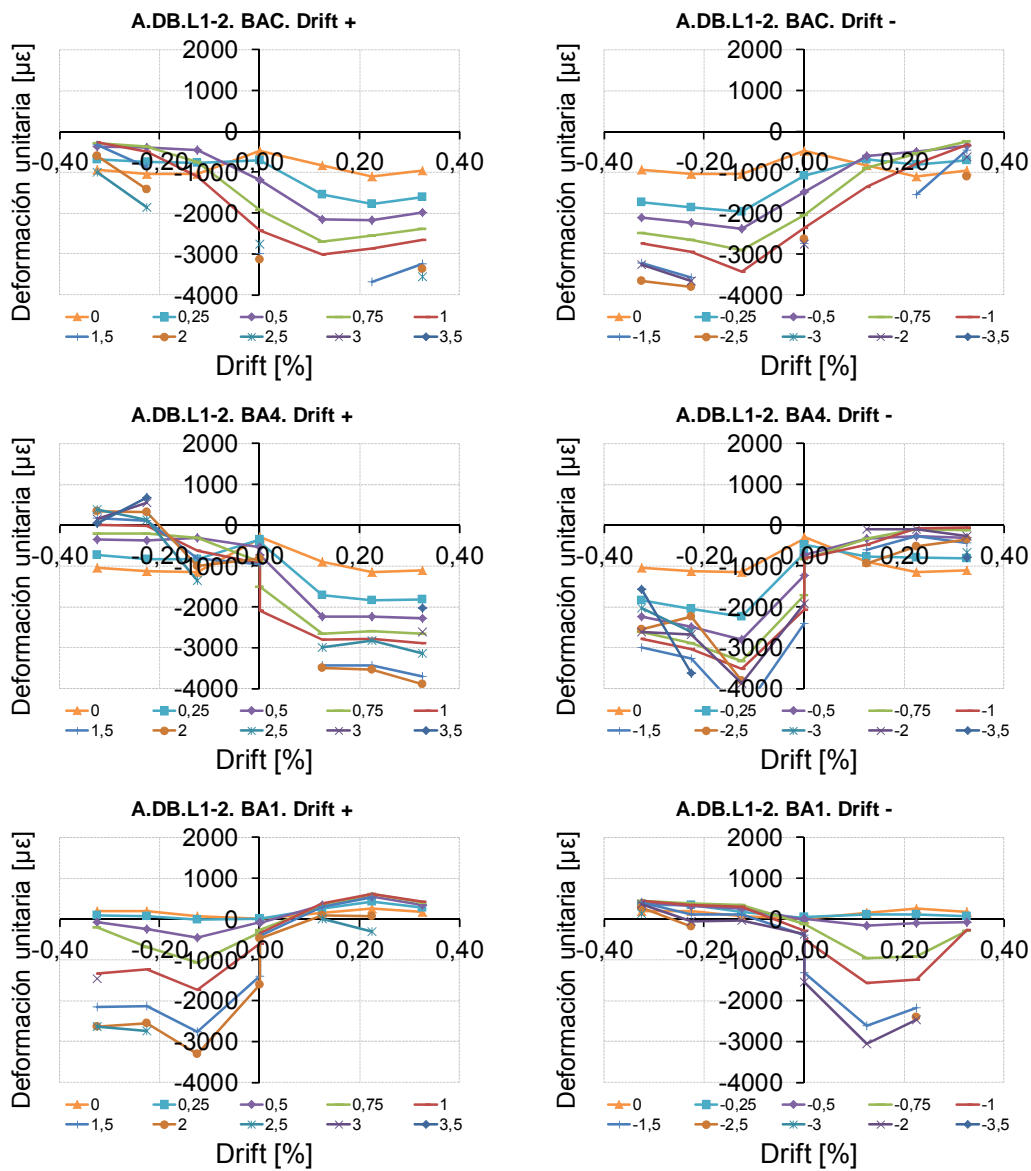 A.DB.L1-2. BAC. Drift +
Deformación unitaria [µε]
2000
1000
0
-1000
-2000
-3000
-4000
-0,40 -0,20 0,00 0,20 0,40
0 0,25 0,5 0,75 1
1,5 2 2,5 3 3,5
Drift [%]
A.DB.L1-2. BAC. Drift -
Deformación unitaria [µε]
2000
1000
0
-1000
-2000
-3000
-4000
-0,40 -0,20 0,00 0,20 0,40
0 -0,25 -0,5 -0,75 -1
-1,5 -2,5 -3 -2 -3,5
Drift [%]
A.DB.L1-2. BA4. Drift +
Deformación unitaria [µε]
2000
1000
0
-1000
-2000
-3000
-4000
-0,40 -0,20 0,00 0,20 0,40
0 0,25 0,5 0,75 1
1,5 2 2,5 3 3,5
Drift [%]
A.DB.L1-2. BA4. Drift -
Deformación unitaria [µε]
2000
1000
0
-1000
-2000
-3000
-4000
-0,40 -0,20 0,00 0,20 0,40
0 -0,25 -0,5 -0,75 -1
-1,5 -2,5 -3 -2 -3,5
Drift [%]
A.DB.L1-2. BA1. Drift +
Deformación unitaria [µε]
2000
1000
0
-1000
-2000
-3000
-4000
-0,40 -0,20 0,00 0,20 0,40
0 0,25 0,5 0,75 1
1,5 2 2,5 3 3,5
Drift [%]
A.DB.L1-2. BA1. Drift -
Deformación unitaria [µε]
2000
1000
0
-1000
-2000
-3000
-4000
-0,40 -0,20 0,00 0,20 0,40
0 -0,25 -0,5 -0,75 -1
-1,5 -2,5 -3 -2 -3,5
Drift [%]